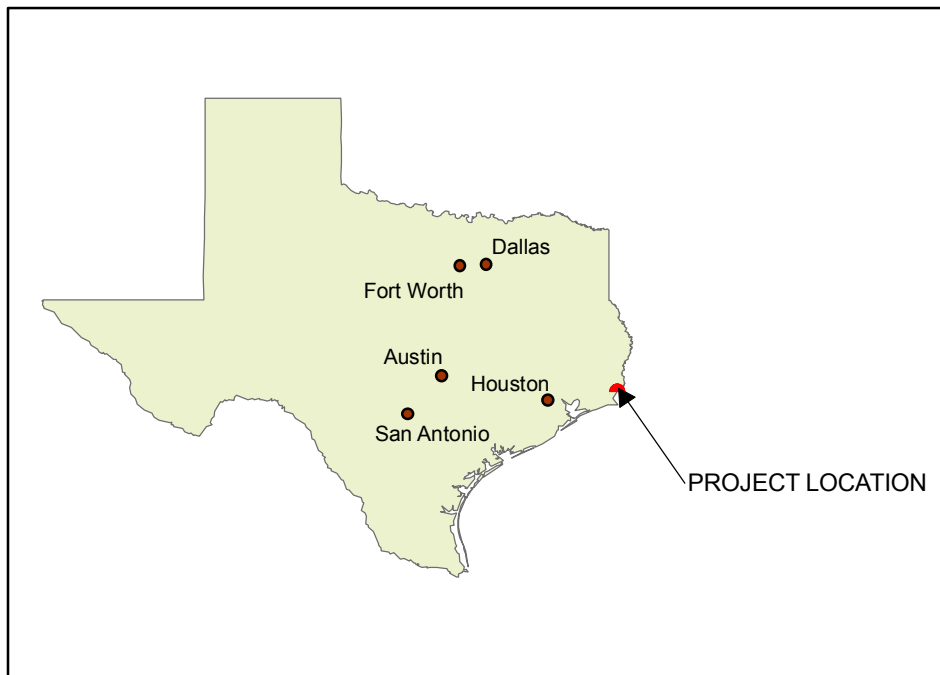 Dallas
Fort Worth
Austin
Houston
San Antonio
PROJECT LOCATION